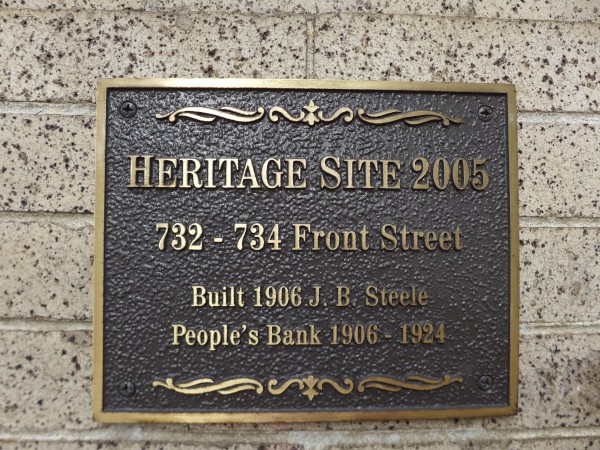 HERITAGE SITE 2005
732 - 734 Front Street
Built 1906 J. B. Steele
People's Bank 1906 - 1924